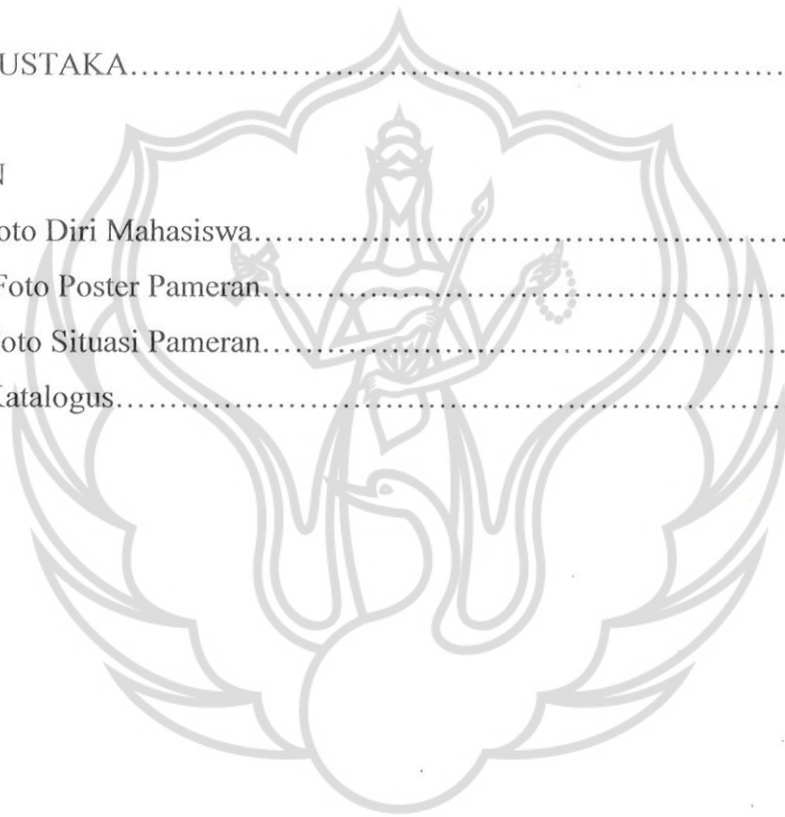 USTAKA..........................................................
N
oto Diri Mahasiswa..........................................................
Foto Poster Pameran..........................................................
oto Situasi Pameran..........................................................
Katalogus..........................................................